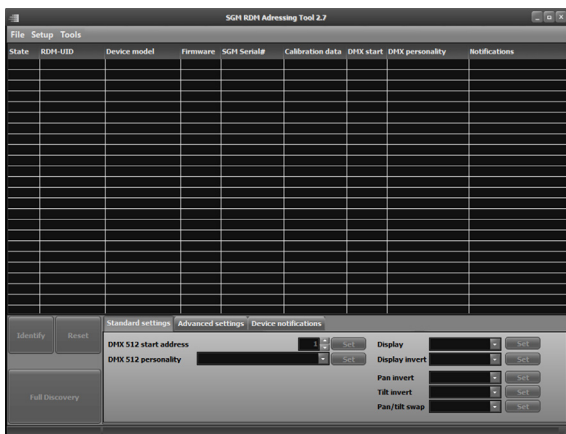 SGM RDM Adressing Tool 2.7
File Setup Tools
State RDM-UID Device model Firmware SGM Serial# Calibration data DMX start DMX personality Notifications
Identify Reset
Full Discovery
Standard settings Advanced settings Device notifications
DMX 512 start address 1 Set Display Set
DMX 512 personality Set Display invert Set
Pan invert Set
Tilt invert Set
Pan/tilt swap Set